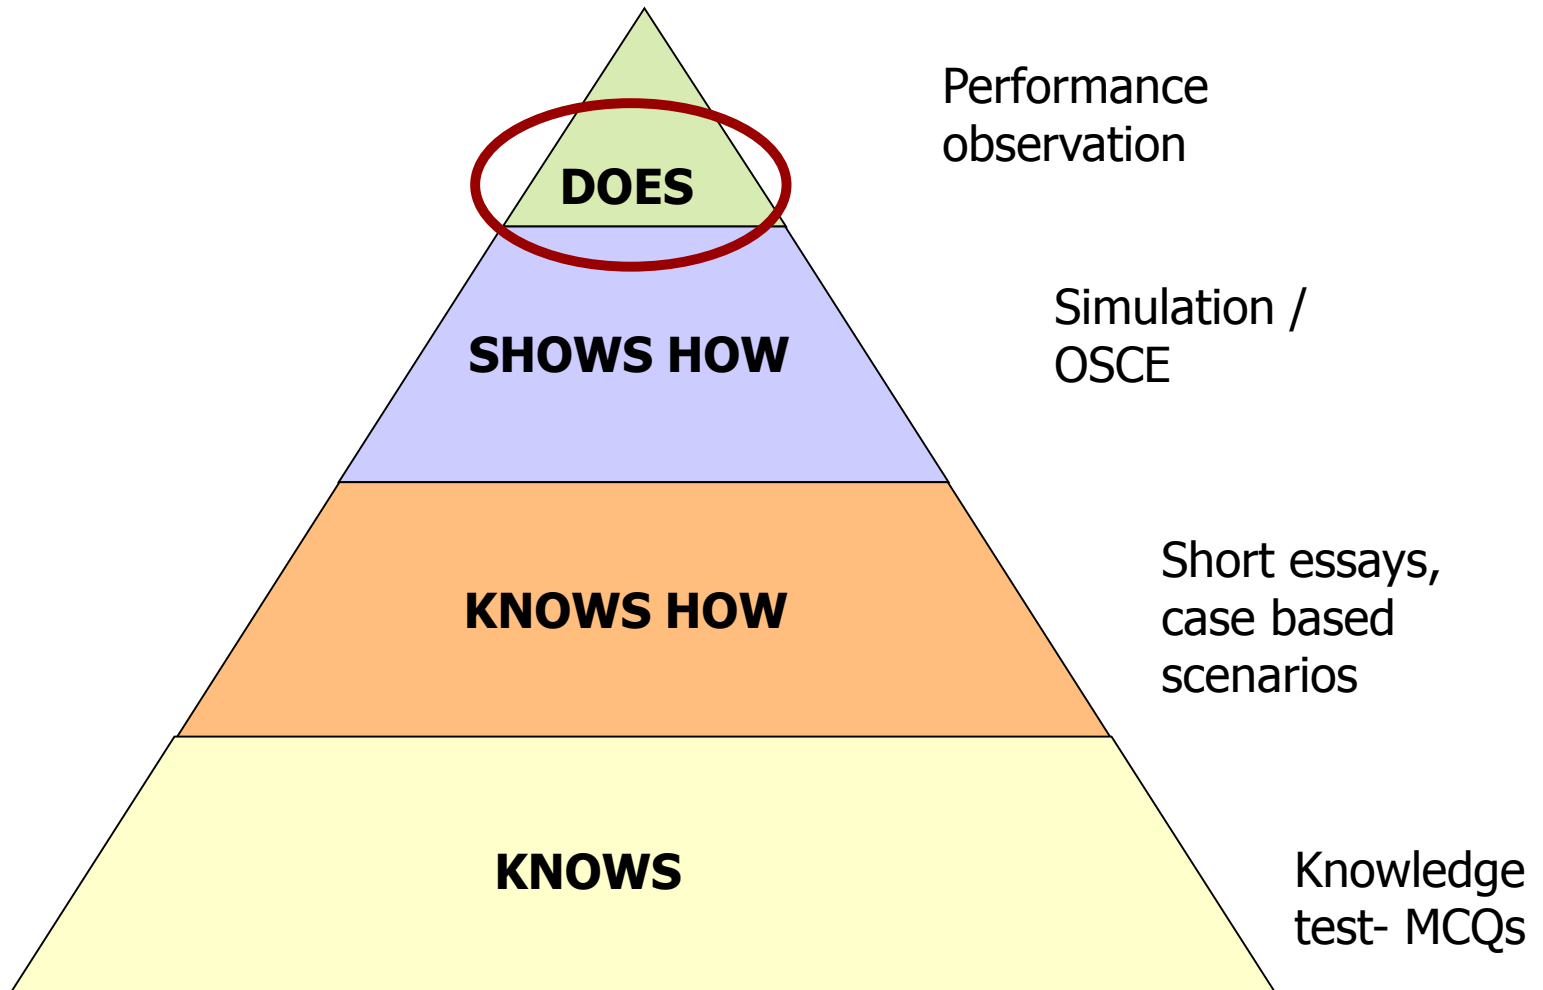 Performance
observation
DOES
Simulation /
OSCE
SHOWS HOW
Short essays,
case based
scenarios
KNOWS HOW
Knowledge
test- MCQs
KNOWS